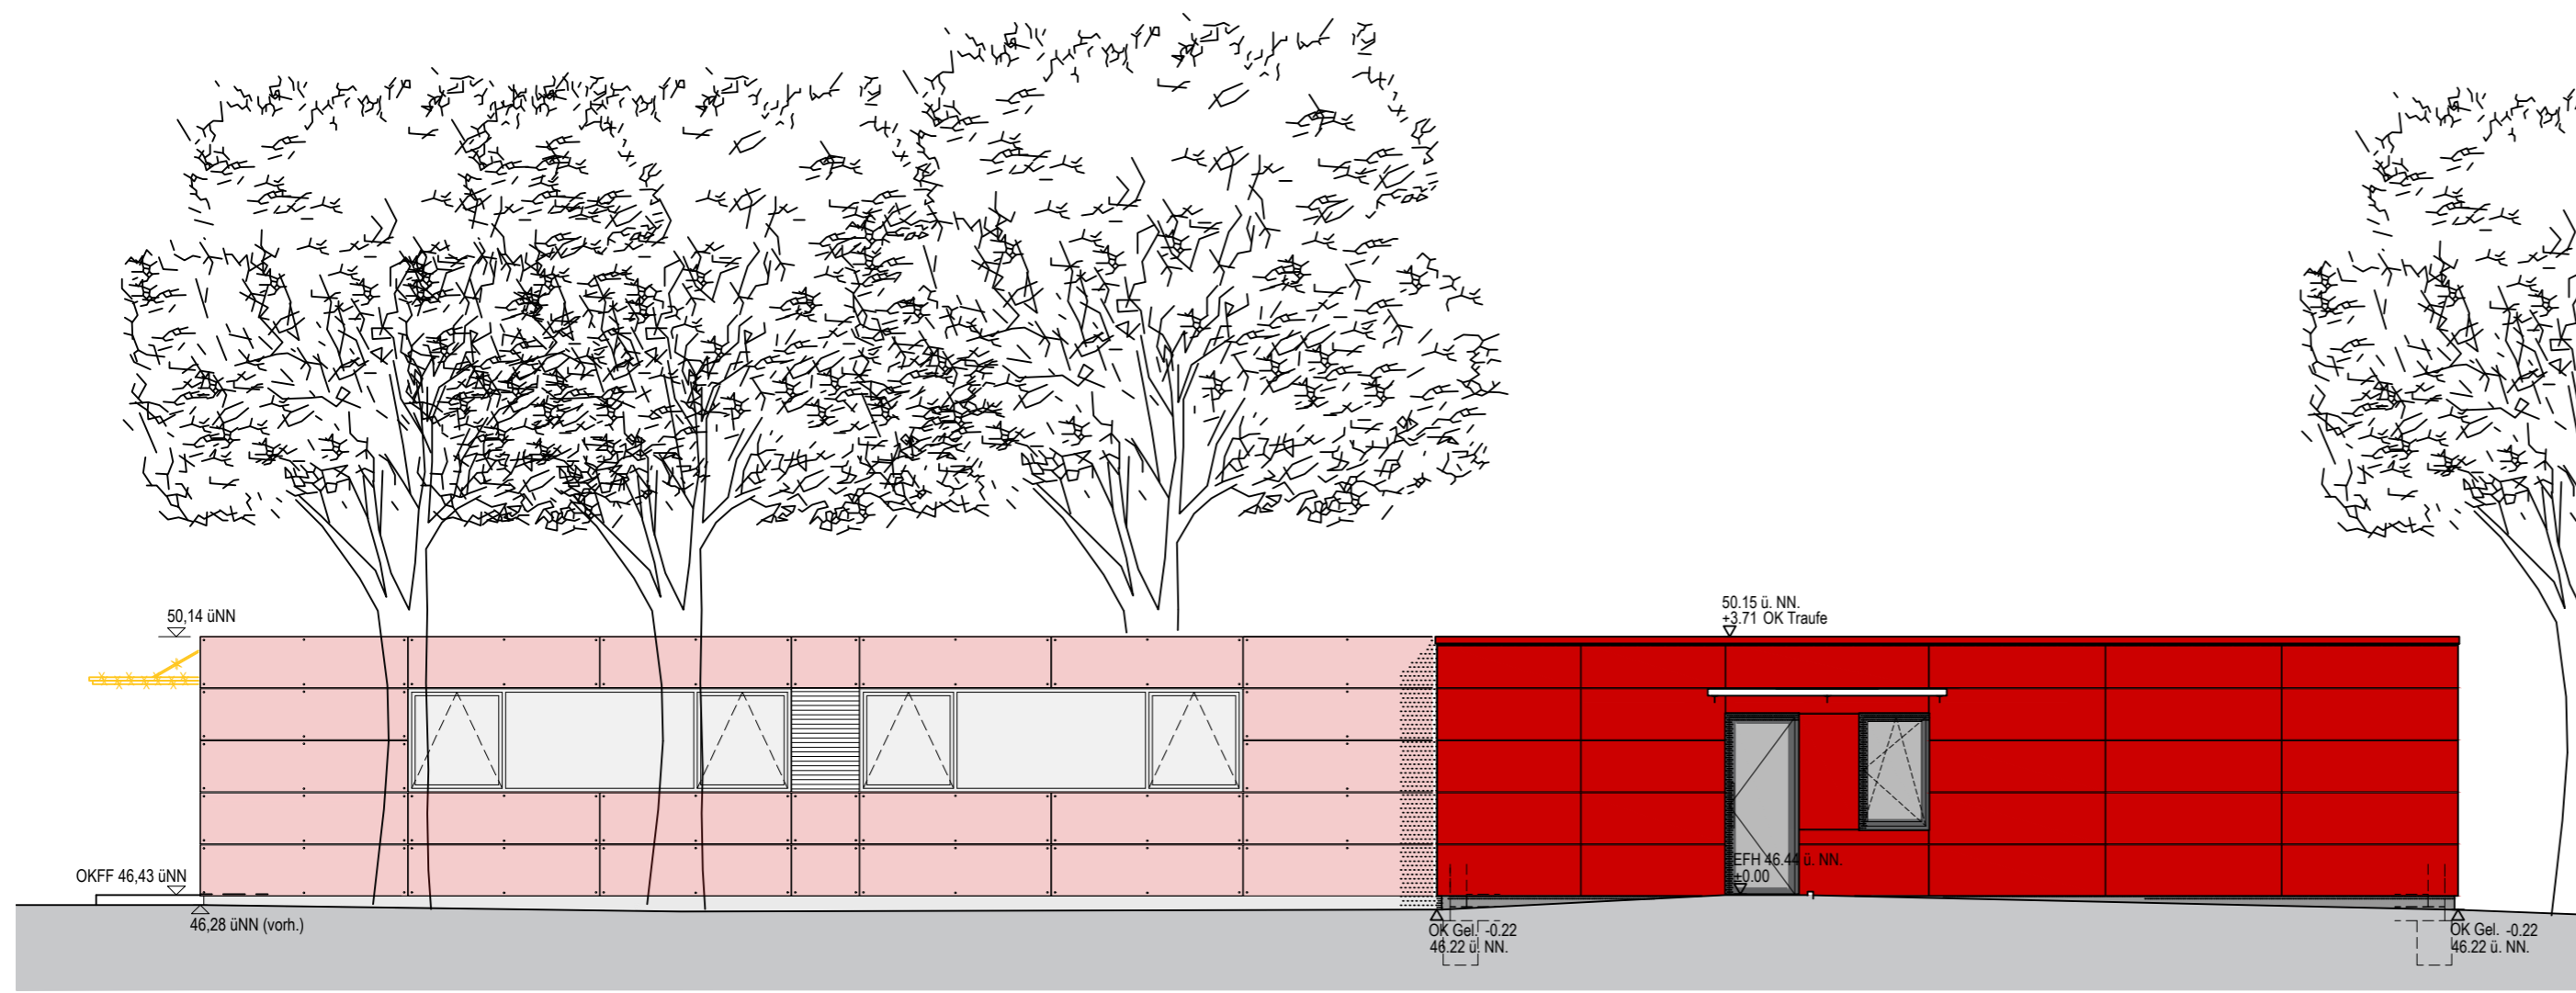 50,14 üNN
50.15 ü. NN.
+3.71 OK Traufe
OKFF 46,43 üNN
46,28 üNN (vorh.)
EFH 46.44 ü. NN.
±0.00
OK Gel. -0.22
46.22 ü. NN.
OK Gel. -0.22
46.22 ü. NN.